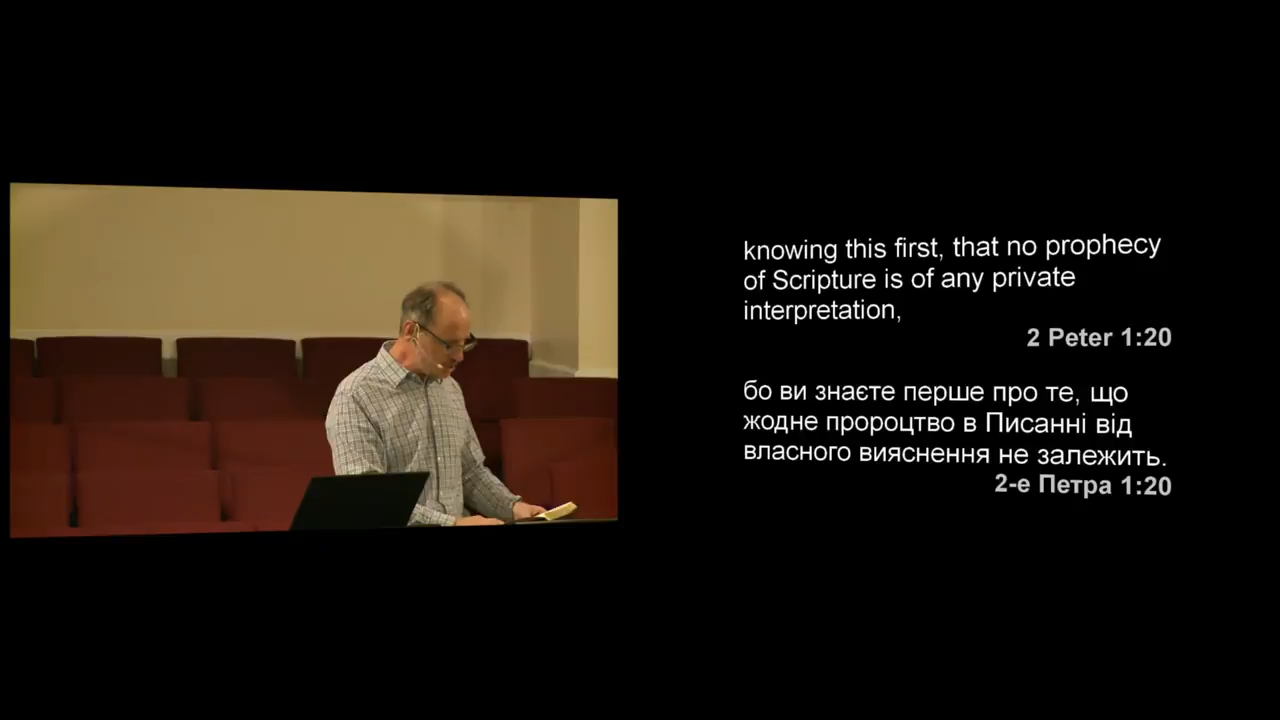 knowing this first, that no prophecy
of Scripture is of any private
interpretation,
2 Peter 1:20
бо ви знаєте перше про те, що
жодне пророцтво в Писанні від
власного вияснення не залежить.
2-е Петра 1:20